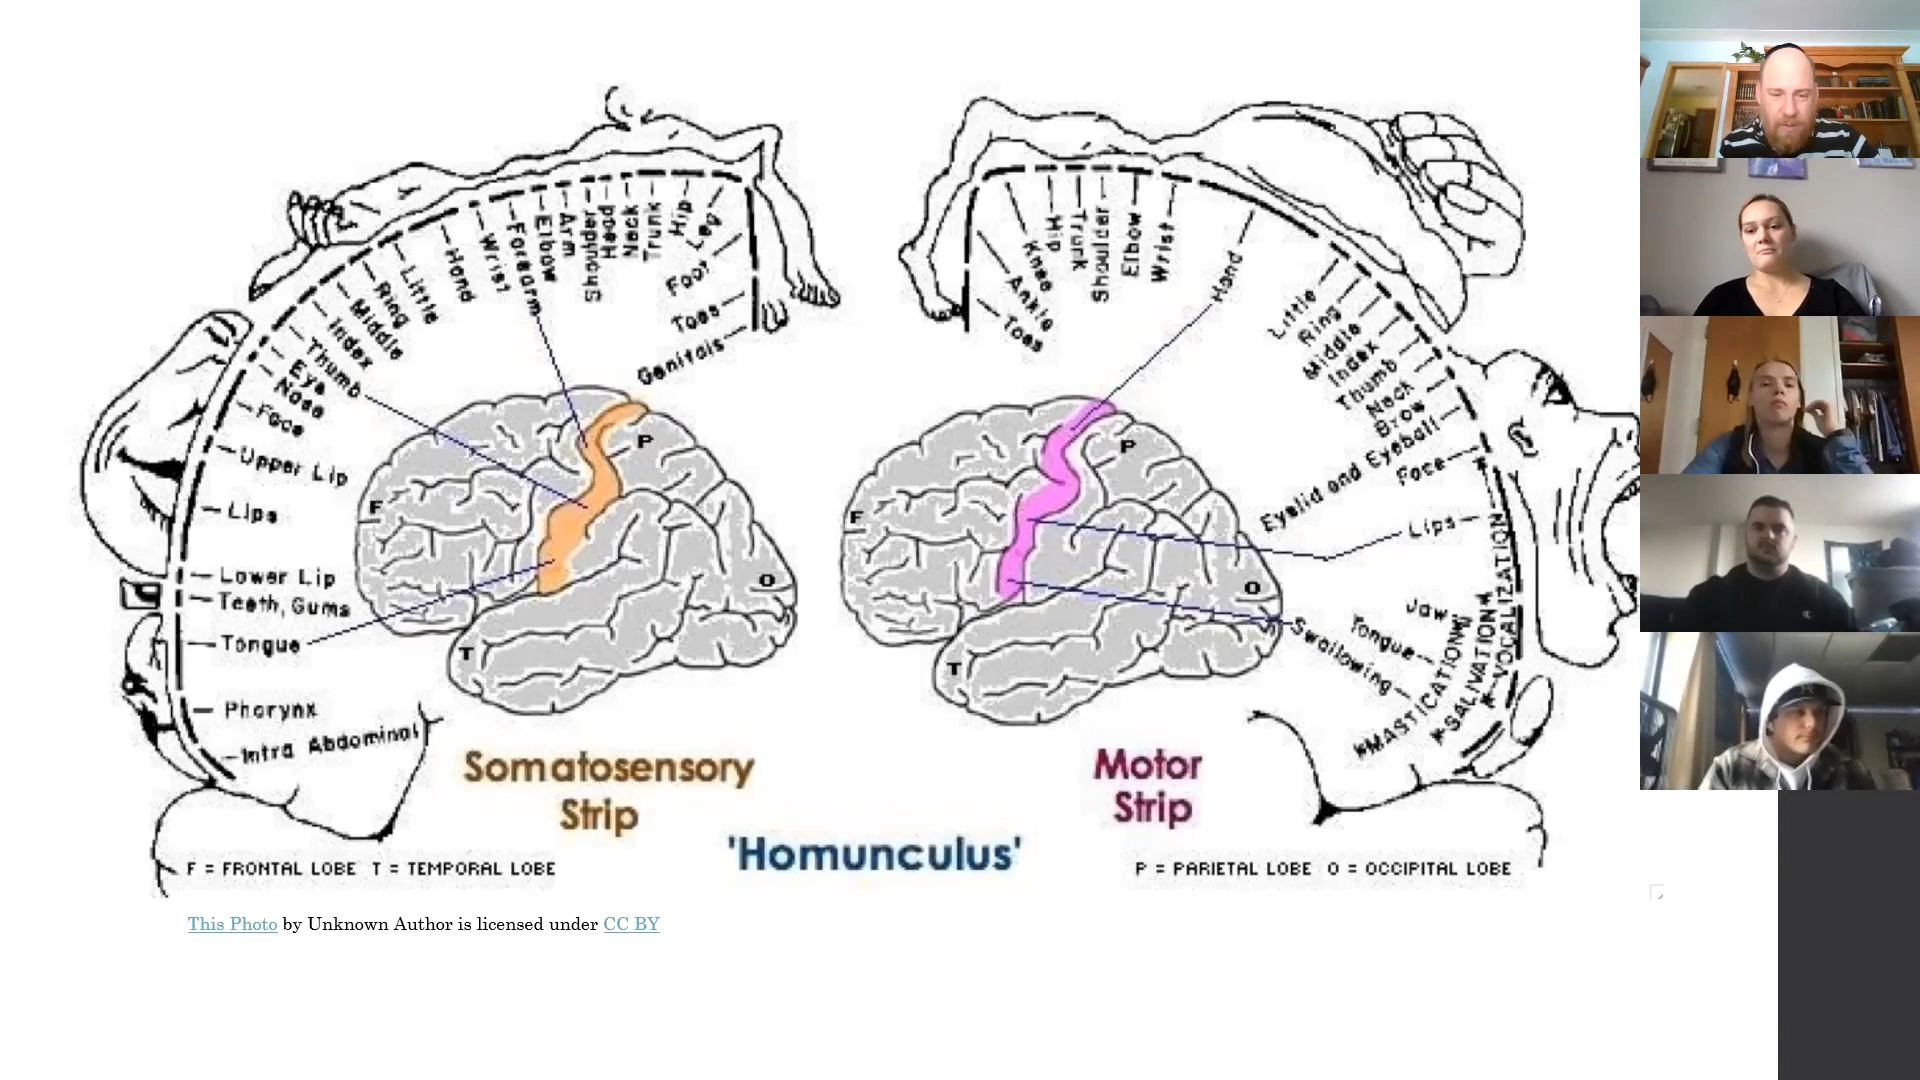 Genitals
Toes
Foot
Leg
Hip
Trunk
Neck
Head
Shoulder
Arm
Elbow
Forearm
Wrist
Hand
Little
Ring
Middle
Index
Thumb
Eye
Nose
Face
Upper Lip
Lips
Lower Lip
Teeth, Gums
Tongue
Pharynx
Intra Abdominal
F
P
O
T
Somatosensory
Strip
Toes
Ankle
Knee
Hip
Trunk
Shoulder
Elbow
Wrist
Hand
Little
Ring
Middle
Index
Thumb
Neck
Brow
Eyelid and Eyeball
Face
Lips
Jaw
Tongue
Swallowing
MASTICATION
SALIVATION
VOCALIZATION
F
P
O
T
Motor
Strip
'Homunculus'
F = FRONTAL LOBE T = TEMPORAL LOBE
P = PARIETAL LOBE O = OCCIPITAL LOBE
This Photo by Unknown Author is licensed under CC BY